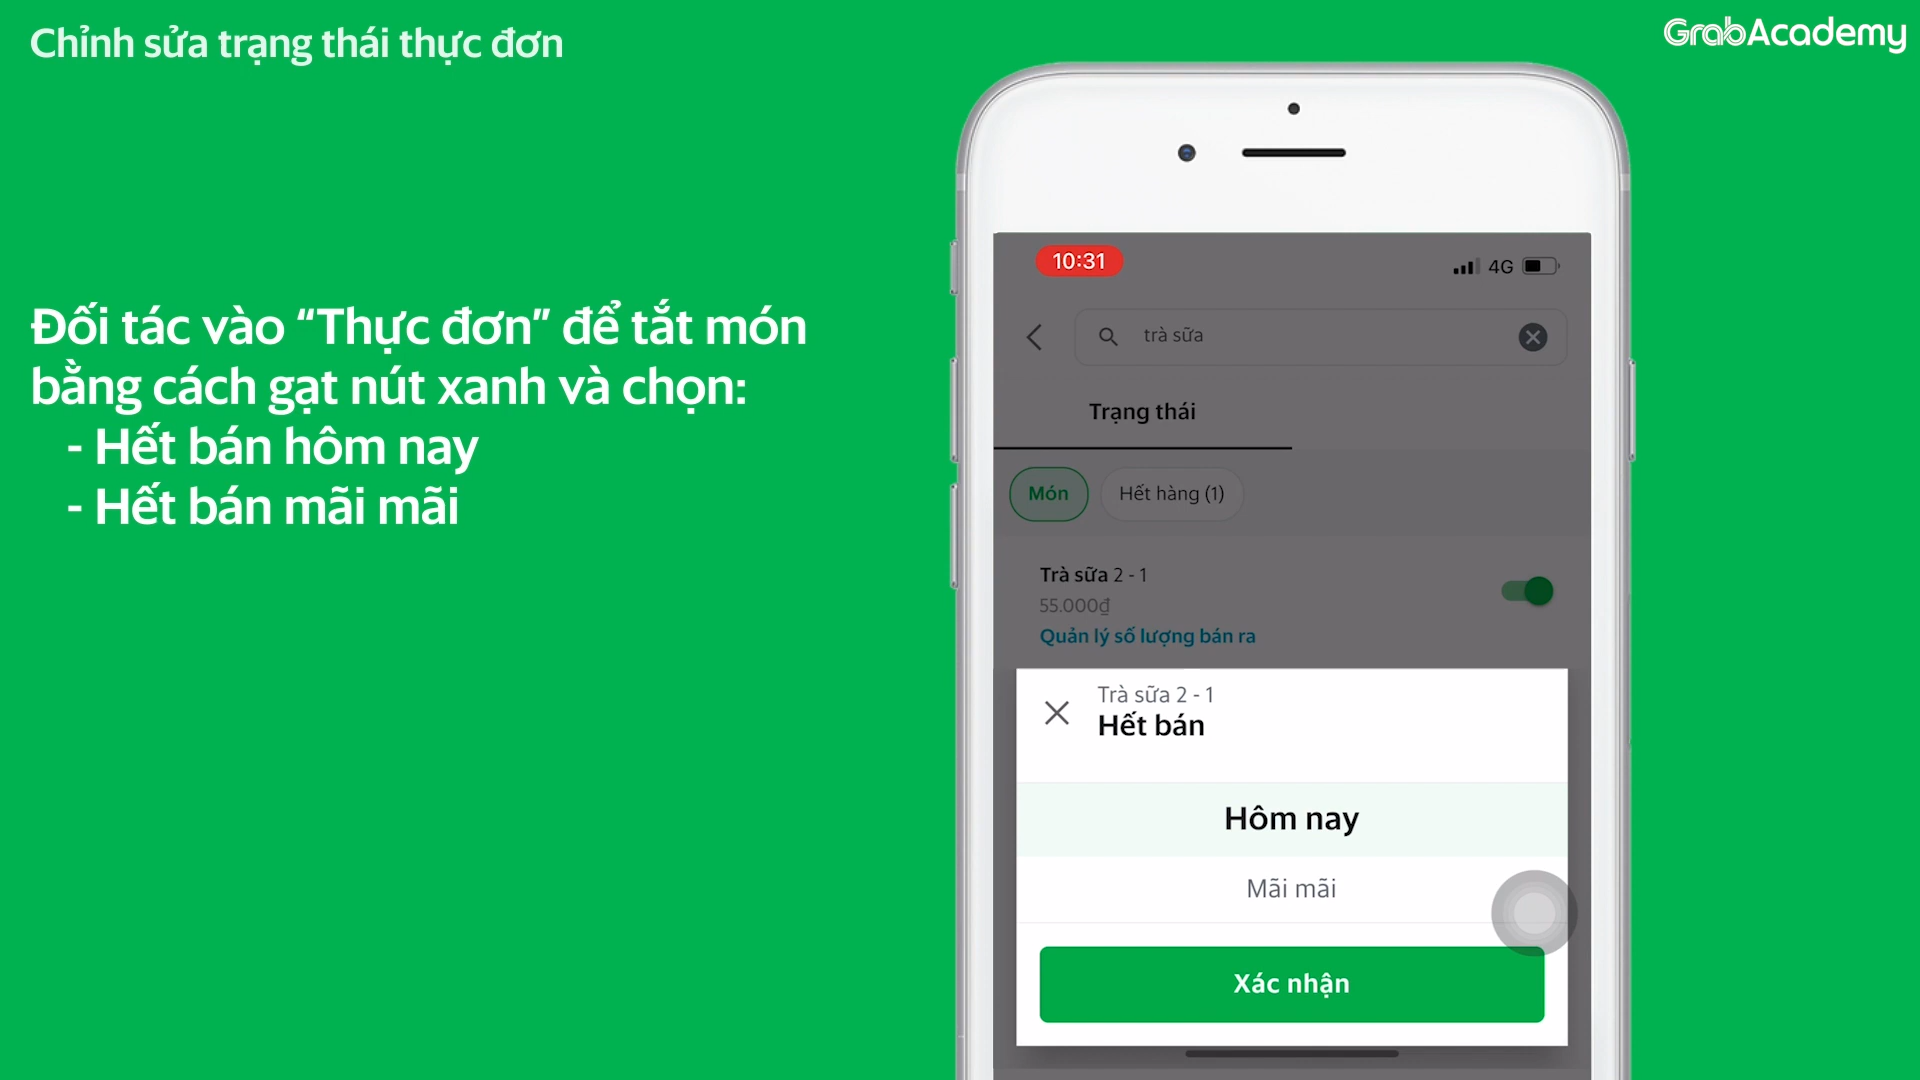 Chỉnh sửa trạng thái thực đơn
GrabAcademy
Đối tác vào “Thực đơn” để tắt món
bằng cách gạt nút xanh và chọn:
- Hết bán hôm nay
- Hết bán mãi mãi
10:31
4G
trà sữa
Trạng thái
Món
Hết hàng (1)
Trà sữa 2 - 1
55.000₫
Quản lý số lượng bán ra
Trà sữa 2 - 1
Hết bán
Hôm nay
Mãi mãi
Xác nhận